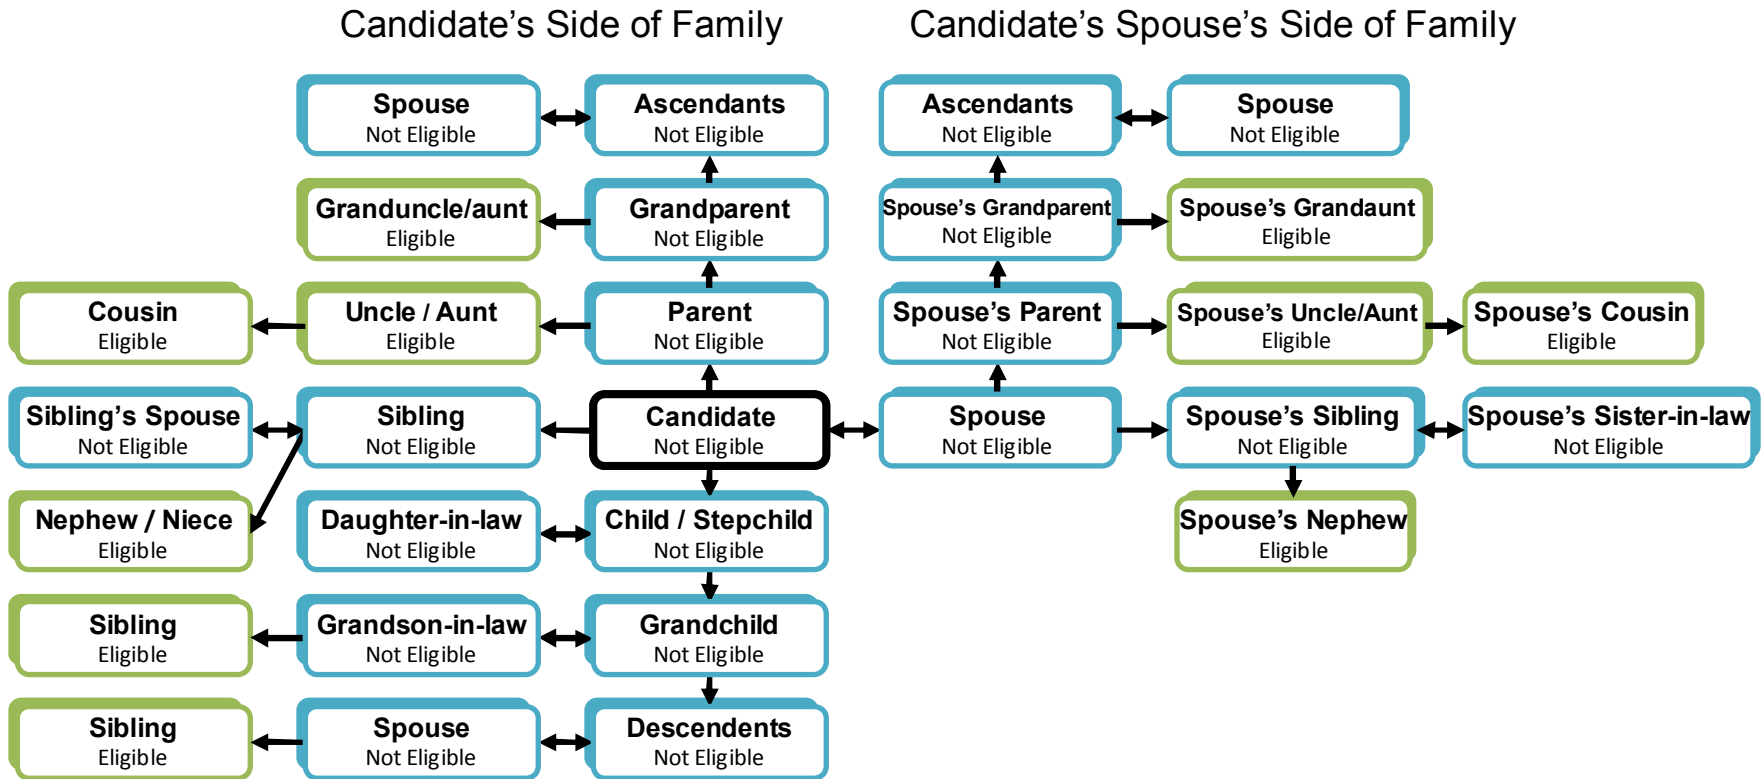 Candidate’s Side of Family
Candidate’s Spouse’s Side of Family
Spouse
Not Eligible
Ascendants
Not Eligible
Ascendants
Not Eligible
Spouse
Not Eligible
Granduncle/aunt
Eligible
Grandparent
Not Eligible
Spouse’s Grandparent
Not Eligible
Spouse’s Grandaunt
Eligible
Cousin
Eligible
Uncle / Aunt
Eligible
Parent
Not Eligible
Spouse’s Parent
Not Eligible
Spouse’s Uncle/Aunt
Eligible
Spouse’s Cousin
Eligible
Sibling’s Spouse
Not Eligible
Sibling
Not Eligible
Candidate
Not Eligible
Spouse
Not Eligible
Spouse’s Sibling
Not Eligible
Spouse’s Sister-in-law
Not Eligible
Nephew / Niece
Eligible
Daughter-in-law
Not Eligible
Child / Stepchild
Not Eligible
Spouse’s Nephew
Eligible
Sibling
Eligible
Grandson-in-law
Not Eligible
Grandchild
Not Eligible
Sibling
Eligible
Spouse
Not Eligible
Descendents
Not Eligible